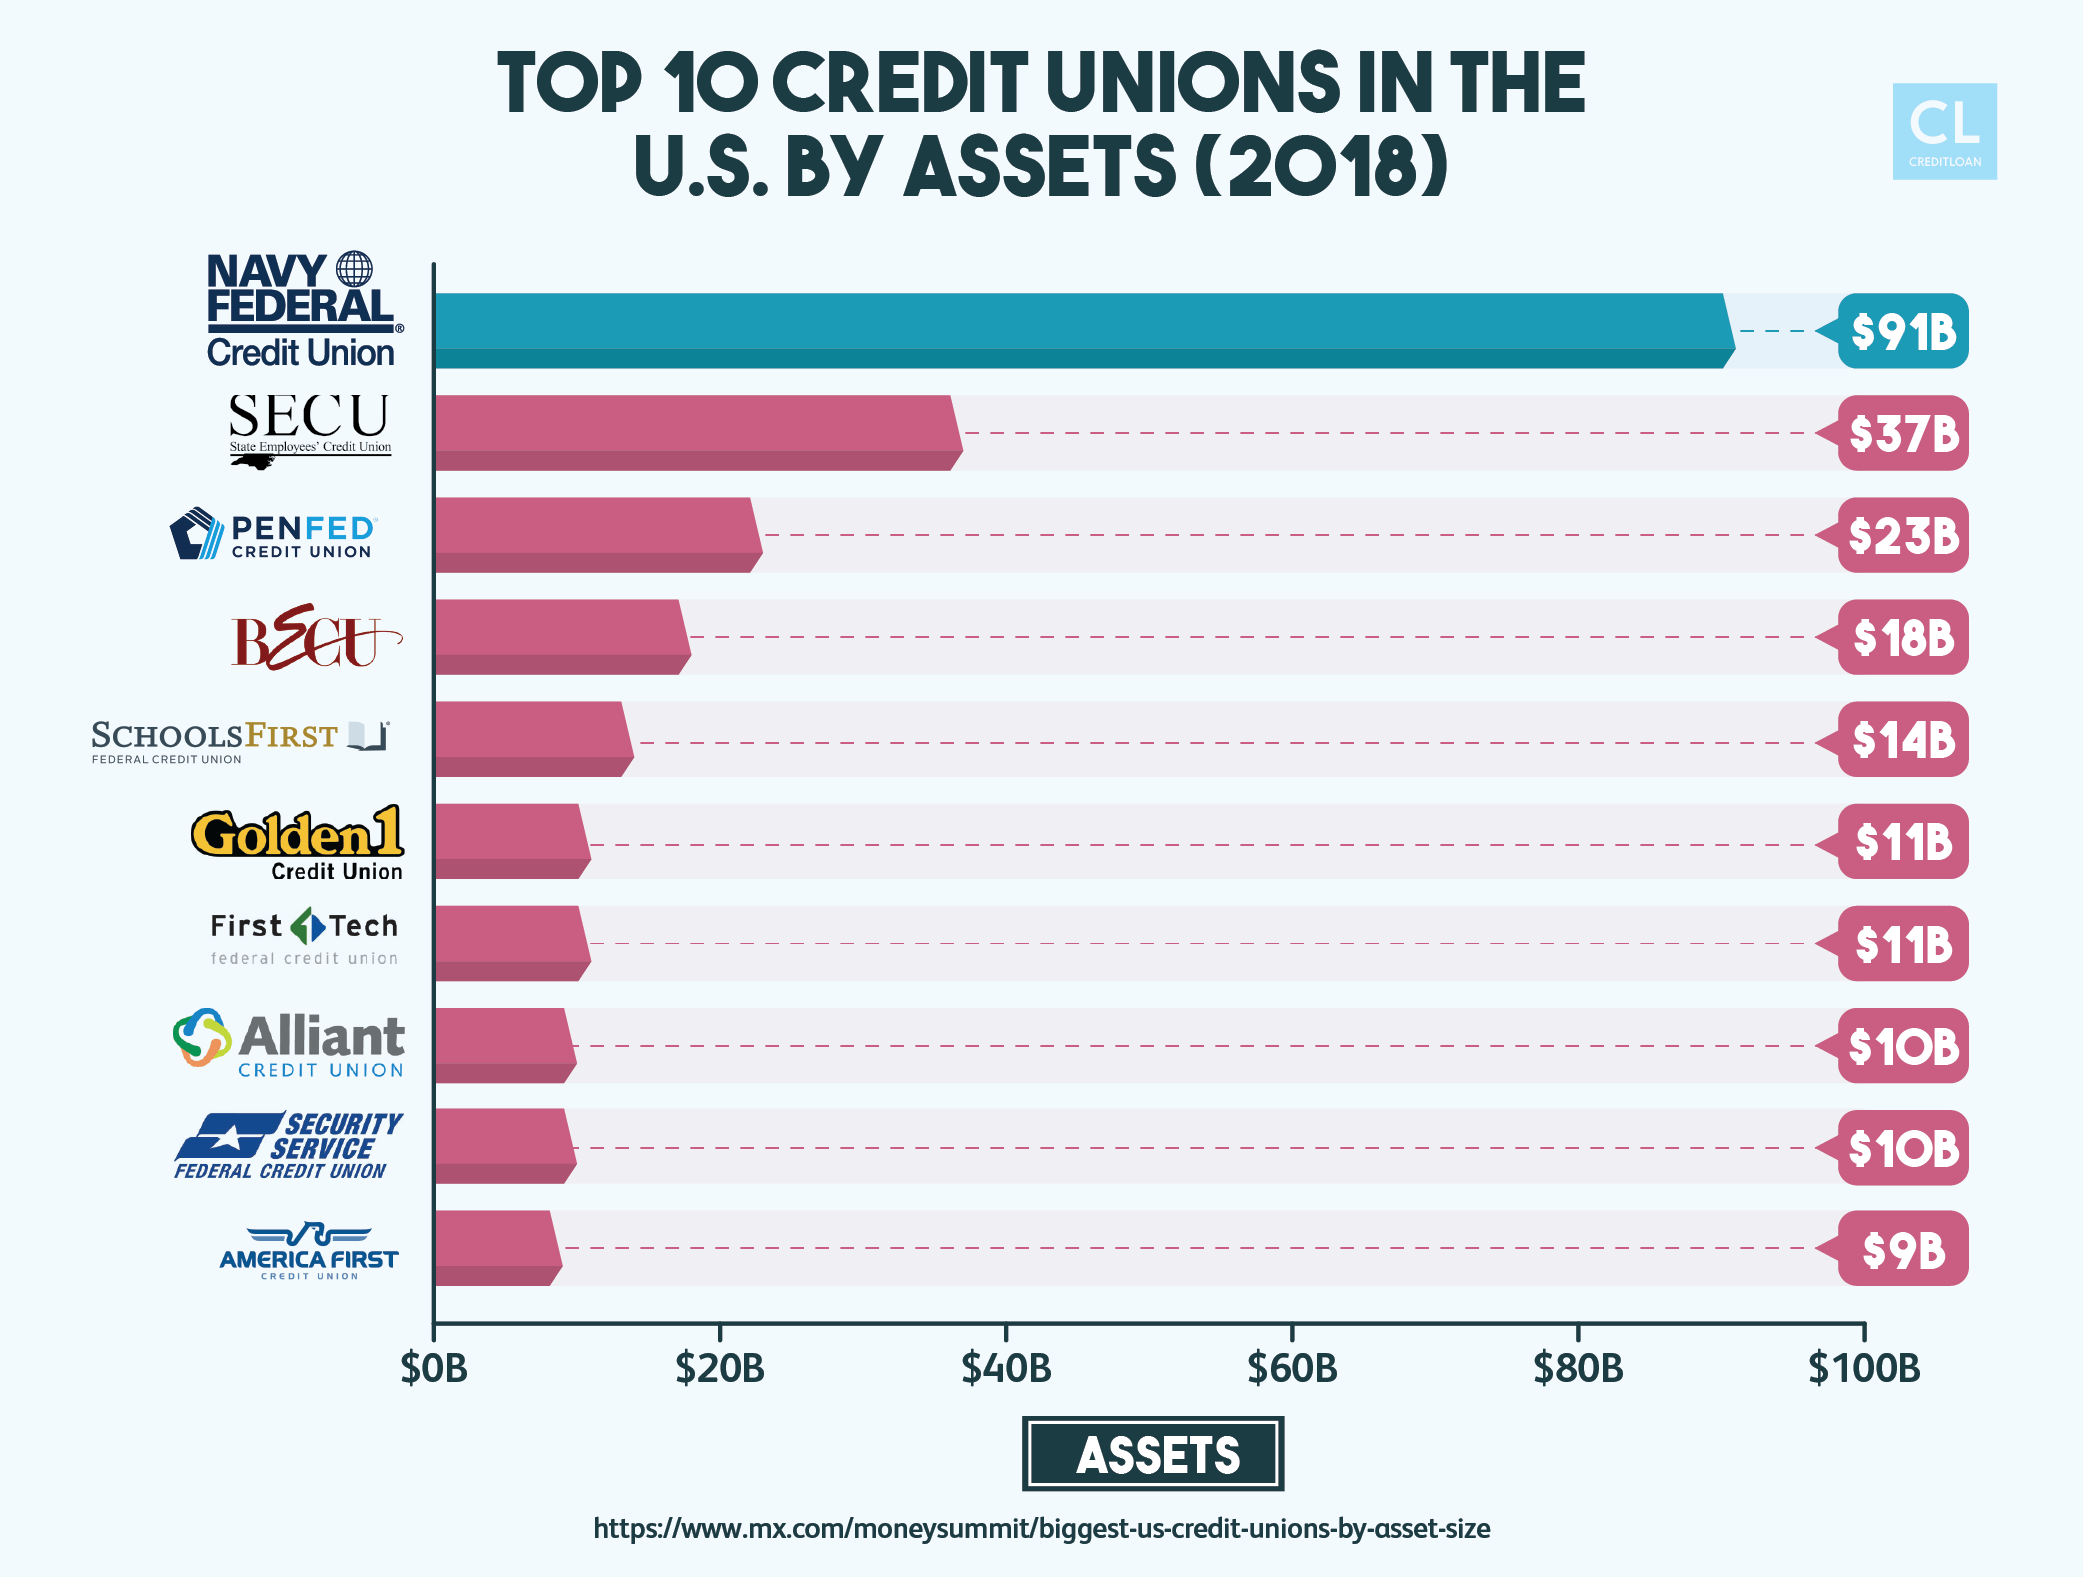 TOP 10 CREDIT UNIONS IN THE
U.S. BY ASSETS (2018)
CL
CREDITLOAN
NAVY
FEDERAL®
Credit Union
$91B
SECU
State Employees' Credit Union
$37B
PENFED
CREDIT UNION
$23B
BECU
$18B
SCHOOLSFIRST®
FEDERAL CREDIT UNION
$14B
Golden1
Credit Union
$11B
First Tech
federal credit union
$11B
Alliant
CREDIT UNION
$10B
SECURITY
SERVICE
FEDERAL CREDIT UNION
$10B
AMERICA FIRST
CREDIT UNION
$9B
$0B $20B $40B $60B $80B $100B
ASSETS
https://www.mx.com/moneysummit/biggest-us-credit-unions-by-asset-size